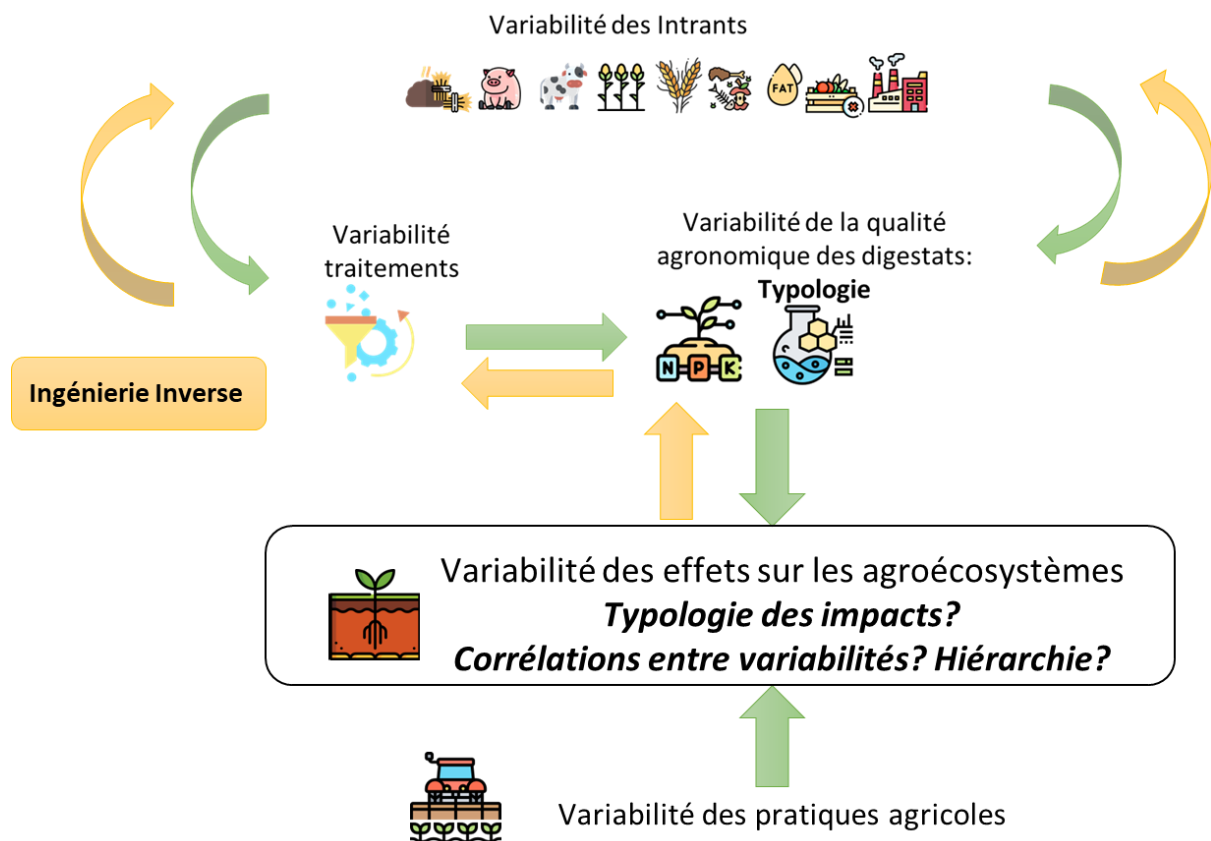 Variabilité des Intrants
FAT
Variabilité
traitements
Variabilité de la qualité
agronomique des digestats:
Typologie
N P K
Ingénierie Inverse
Variabilité des effets sur les agroécosystèmes
Typologie des impacts?
Corrélations entre variabilités? Hiérarchie?
Variabilité des pratiques agricoles